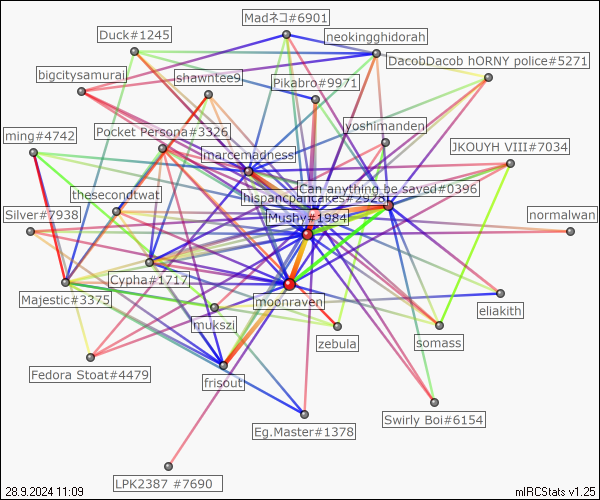 Madネコ#6901
Duck#1245
neokingghidorah
DacobDacob hORNY police#5271
bigcitysamurai
shawntee9
Pikabro#9971
Pocket Persona#3326
yoshimanden
ming#4742
marcemadness
JKOUYH VIII#7034
thesecondtwat
Can anything be saved#0396
hispancpancakes#2928
Silver#7938
Mushy#1984
normalwan
Cypha#1717
Majestic#3375
moonraven
eliakith
mukszi
zebula
somass
Fedora Stoat#4479
frisout
Swirly Boi#6154
Eg.Master#1378
LPK2387 #7690
28.9.2024 11:09
mIRCStats v1.25